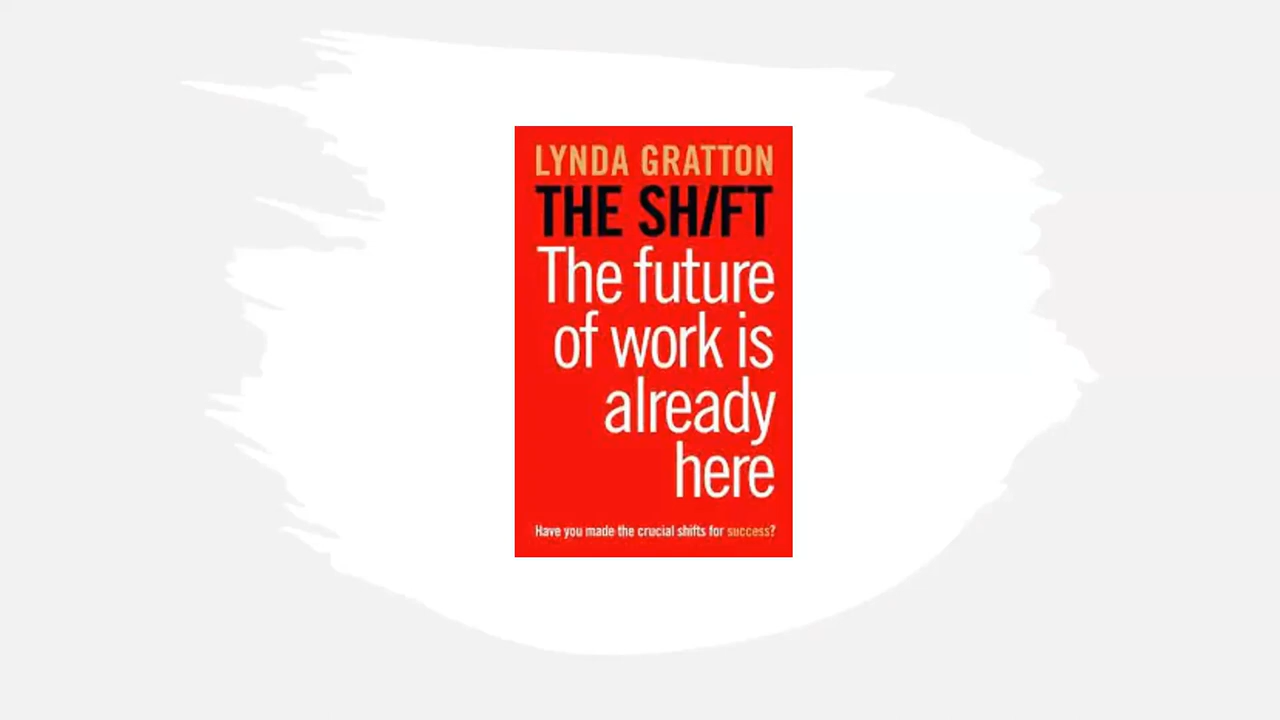 LYNDA GRATTON
THE SH/FT
The future
of work is
already
here
Have you made the crucial shifts for success?